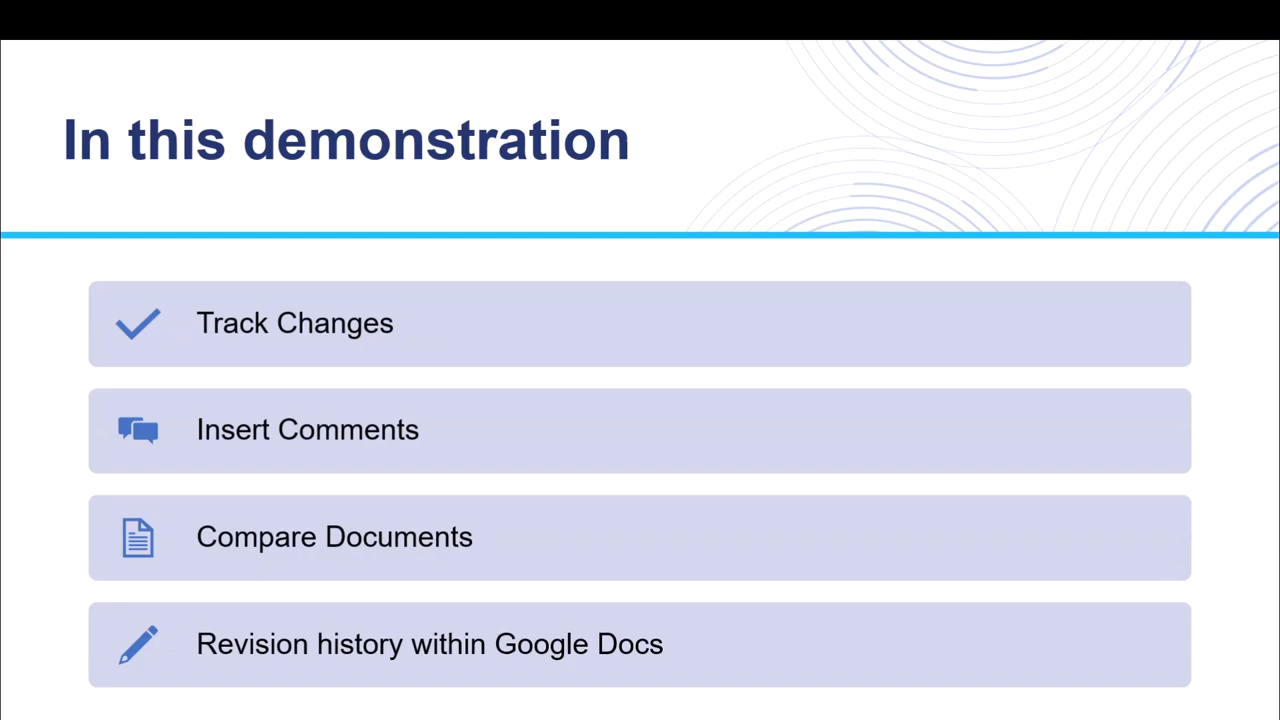 In this demonstration
Track Changes
Insert Comments
Compare Documents
Revision history within Google Docs